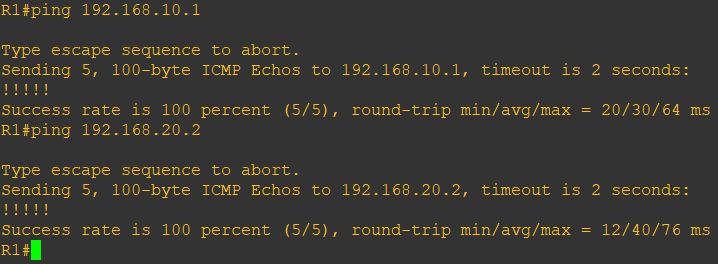 R1#ping 192.168.10.1
Type escape sequence to abort.
Sending 5, 100-byte ICMP Echos to 192.168.10.1, timeout is 2 seconds:
!!!!!
Success rate is 100 percent (5/5), round-trip min/avg/max = 20/30/64 ms
R1#ping 192.168.20.2
Type escape sequence to abort.
Sending 5, 100-byte ICMP Echos to 192.168.20.2, timeout is 2 seconds:
!!!!!
Success rate is 100 percent (5/5), round-trip min/avg/max = 12/40/76 ms
R1#